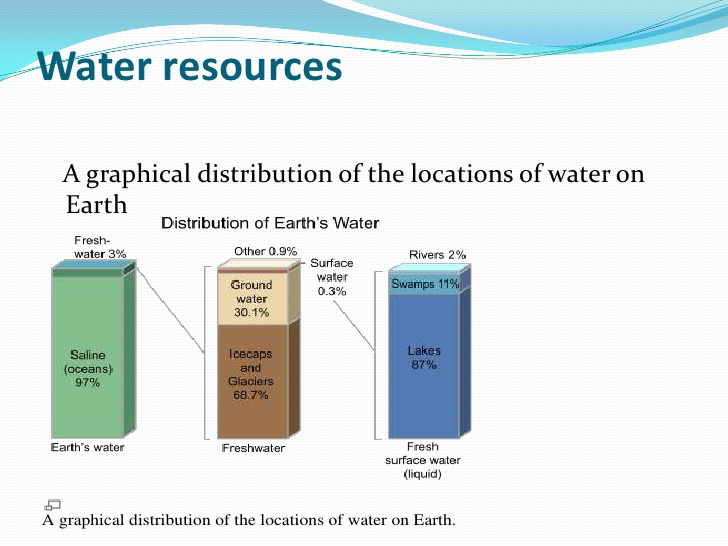 Water resources
A graphical distribution of the locations of water on
Earth
Distribution of Earth's Water
Fresh-
water 3%
Saline
(oceans)
97%
Earth's water
Other 0.9%
Surface
water
0.3%
Ground
water
30.1%
Icecaps
and
Glaciers
68.7%
Freshwater
Rivers 2%
Swamps 11%
Lakes
87%
Fresh
surface water
(liquid)
A graphical distribution of the locations of water on Earth.